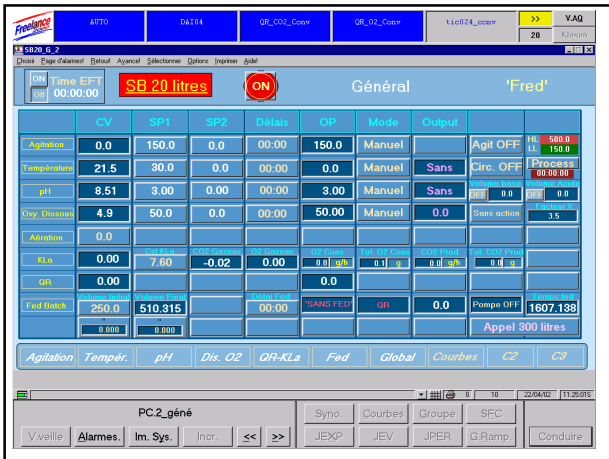 Freelance AUTO DAI04 QR_CO2_Conv QR_O2_Conv tic024_conv >> V.AQ
20 Klaxon
SB20_G_2
Choisir Page d'alarmes! Retour! Avance! Sélectionner Options Imprimer Aide!
ON Off Time EFT 00:00:00 SB 20 litres ON Général 'Fred'
CV SP1 SP2 Délais OP Mode Output
Agitation 0.0 150.0 0.0 00:00 150.0 Manuel Agit OFF HL 500.0 LL 150.0
Température 21.5 30.0 0.0 00:00 0.0 Manuel Sans Circ. OFF Process 00:00:00
Volume base Volume Acide
pH 8.51 3.00 0.00 00:00 3.00 Manuel Sans OFF 0.0 OFF 0.0
Oxy. Dissous 4.9 50.0 0.0 00:00 50.00 Manuel 0.0 Sans action Facteur X 3.5
Aération 0.0
Cst KLa CO2 Gazeux O2 Gazeux O2 Cons Tot. O2 Cons CO2 Prod Tot. CO2 Prod
KLa 0.00 7.60 -0.02 0.00 0.0 g/h 0.1 g 0.0 g/h 0.0 g
QR 0.00 0.0
Volume Initial Volume Final Délai Fed Temps fed
Fed Batch 250.0 510.315 00:00 'SANS FED' QR 0.0 Pompe OFF 1607.138
0.000 0.000 Appel 300 litres
Agitation Tempér. pH Dis. O2 QR-KLa Fed Global Courbes C2 C3
0 10 22/04/02 11:25:01
PC.2_géné Syno. Courbes Groupe SFC
V.veille Alarmes. Im. Sys. Incr. << >> JEXP JEV JPER G.Ramp. Conduire